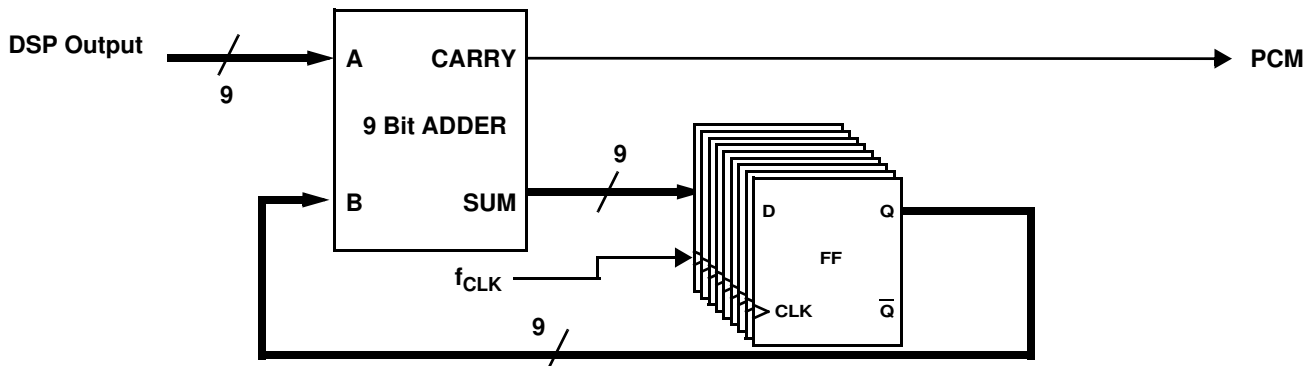 DSP Output
9
A
CARRY
PCM
9 Bit ADDER
9
B
SUM
D
Q
FF
fCLK
CLK
Q̅
9